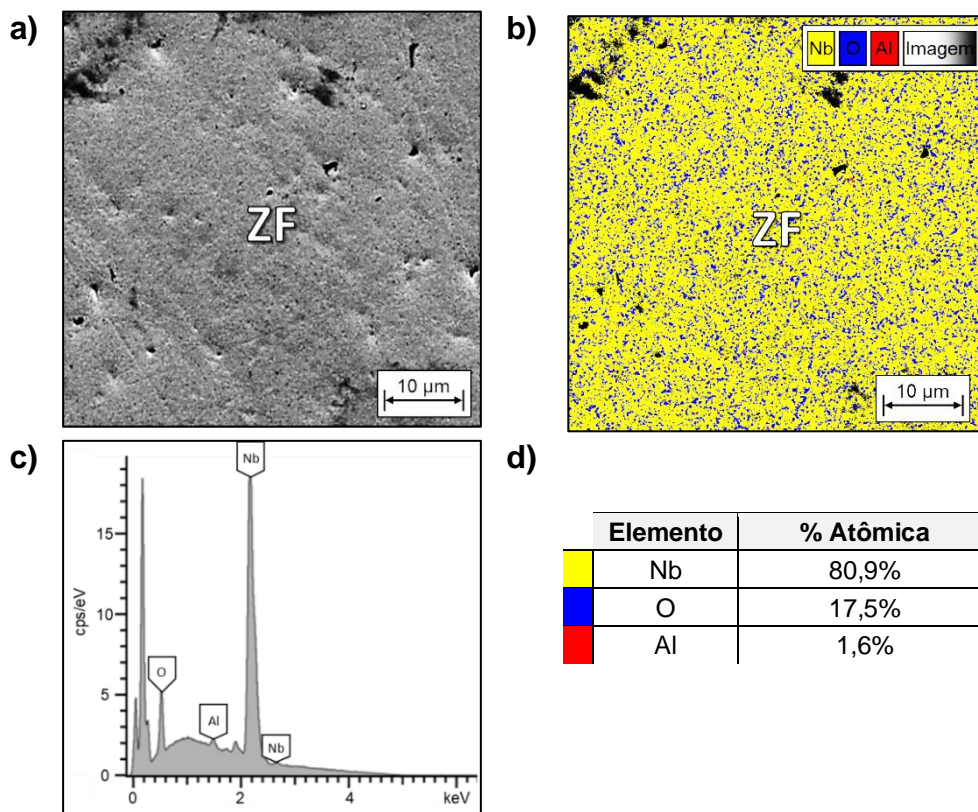 a)
b)
Nb O Al Imagem
ZF
ZF
10 µm
10 µm
c)
d)
Nb
15
cps/eV
10
O
5
Al
Nb
0
0 2 4 keV
Elemento % Atômica
Nb 80,9%
O 17,5%
Al 1,6%